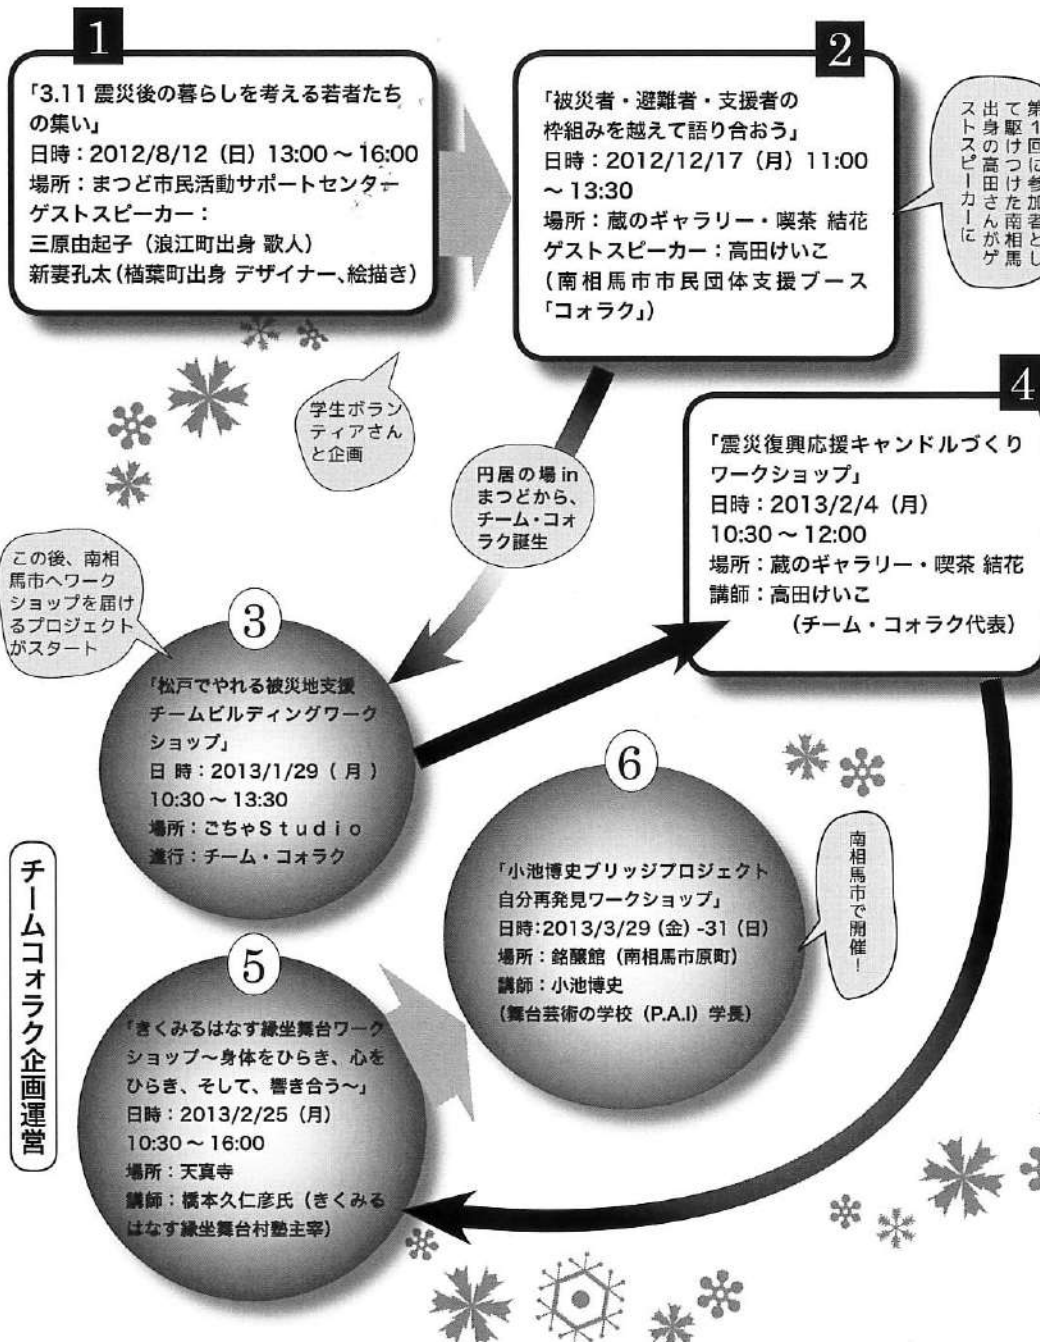 1
「3.11 震災後の暮らしを考える若者たち
の集い」
日時：2012/8/12（日）13:00～16:00
場所：まつど市民活動サポートセンター
ゲストスピーカー：
三原由起子（浪江町出身 歌人）
新妻孔太（楢葉町出身 デザイナー、絵描き）
学生ボラン
ティアさん
と企画
2
「被災者・避難者・支援者の
枠組みを越えて語り合おう」
日時：2012/12/17（月）11:00
～13:30
場所：蔵のギャラリー・喫茶 結花
ゲストスピーカー：高田けいこ
（南相馬市市民団体支援ブース
「コォラク」）
第1回に参加者とし
て駆けつけた南相馬
出身の高田さんがゲ
ストスピーカーに
円居の場 in
まつどから、
チーム・コォ
ラク誕生
3
「松戸でやれる被災地支援
チームビルディングワーク
ショップ」
日 時：2013/1/29（ 月 ）
10:30～13:30
場所：ごちゃＳｔｕｄｉｏ
進行：チーム・コォラク
この後、南相
馬市へワーク
ショップを届け
るプロジェクト
がスタート
4
「震災復興応援キャンドルづくり
ワークショップ」
日時：2013/2/4（月）
10:30～12:00
場所：蔵のギャラリー・喫茶 結花
講師：高田けいこ
（チーム・コォラク代表）
5
「きくみるはなす縁坐舞台ワーク
ショップ～身体をひらき、心を
ひらき、そして、響き合う～」
日時：2013/2/25（月）
10:30～16:00
場所：天真寺
講師：橋本久仁彦氏（きくみる
はなす縁坐舞台村塾主宰）
6
「小池博史ブリッジプロジェクト
自分再発見ワークショップ」
日時：2013/3/29（金）-31（日）
場所：銘醸館（南相馬市原町）
講師：小池博史
（舞台芸術の学校（P.A.I）学長）
南相馬市で開催！
チームコォラク企画運営